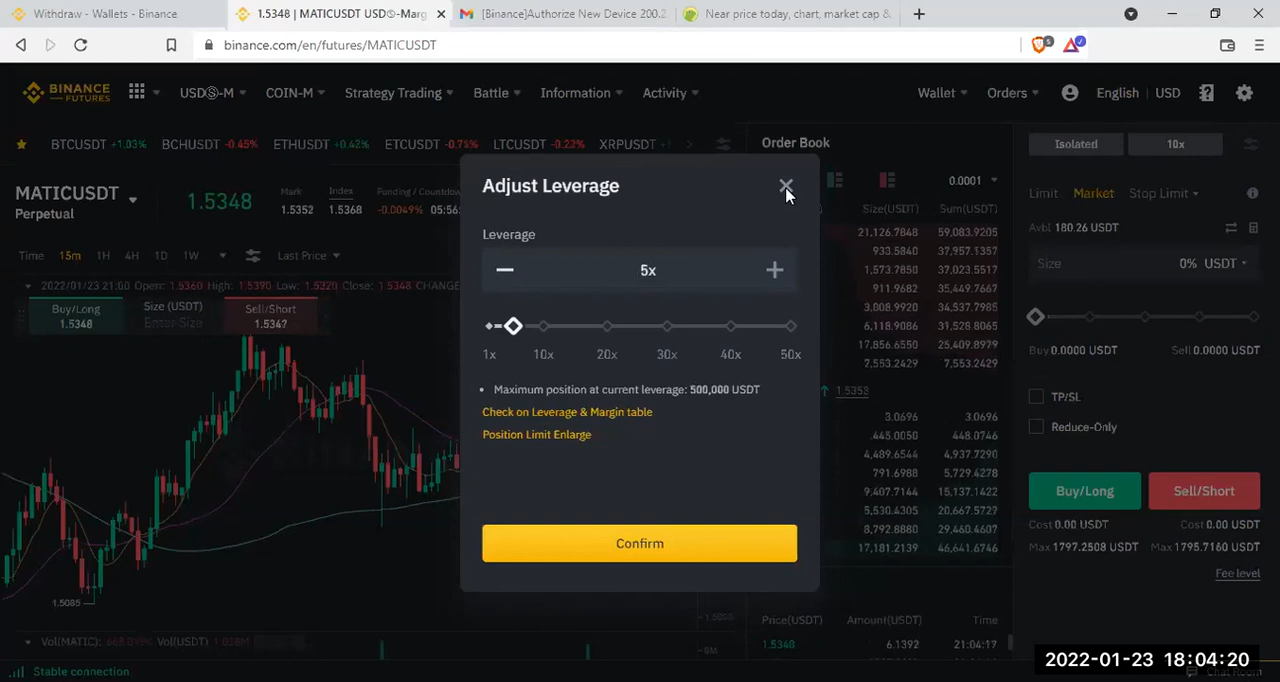 Withdraw - Wallets - Binance
1.5348 | MATICUSDT USDⓈ-Marg
[Binance]Authorize New Device 200.2
Near price today, chart, market cap &
binance.com/en/futures/MATICUSDT
BINANCE FUTURES
USDⓈ-M
COIN-M
Strategy Trading
Battle
Information
Activity
Wallet
Orders
English
USD
BTCUSDT +1.03%
BCHUSDT -0.45%
ETHUSDT +0.42%
ETCUSDT -0.75%
LTCUSDT -0.22%
XRPUSDT
Order Book
Isolated
10x
MATICUSDT
Perpetual
1.5348
Mark
1.5352
Index
1.5368
Funding / Countdown
-0.0049% 05:56:
Adjust Leverage
0.0001
Limit
Market
Stop Limit
Size(USDT)
Sum(USDT)
Avbl 180.26 USDT
Size
0% USDT
Time
15m
1H
4H
1D
1W
Last Price
2022/01/23 21:00 Open: 1.5360 High: 1.5390 Low: 1.5320 Close: 1.5348 CHANGE
Buy/Long
1.5348
Size (USDT)
Enter Size
Sell/Short
1.5347
Leverage
5x
1x
10x
20x
30x
40x
50x
Maximum position at current leverage: 500,000 USDT
Check on Leverage & Margin table
Position Limit Enlarge
Confirm
21,126.7848 59,083.9205
933.5840 37,957.1357
1,573.7850 37,023.5517
911.9682 35,449.7667
3,008.9920 34,537.7985
6,118.9086 31,528.8065
17,856.6550 25,409.8979
7,553.2429 7,553.2429
1.5353
3.0696 3.0696
.445.0050 448.0746
4,489.6544 4,937.7290
791.6988 5,729.4278
9,407.7144 15,137.1422
5,530.4305 20,667.5727
8,792.8880 29,460.4607
17,181.2139 46,641.6746
Buy 0.0000 USDT
Sell 0.0000 USDT
TP/SL
Reduce-Only
Buy/Long
Sell/Short
Cost 0.00 USDT
Cost 0.00 USDT
Max 1797.2508 USDT
Max 1795.7160 USDT
Fee level
1.5085
Price(USDT)
Amount(USDT)
Time
1.5348
6.1392
21:04:17
Stable connection
Chat Room
2022-01-23 18:04:20